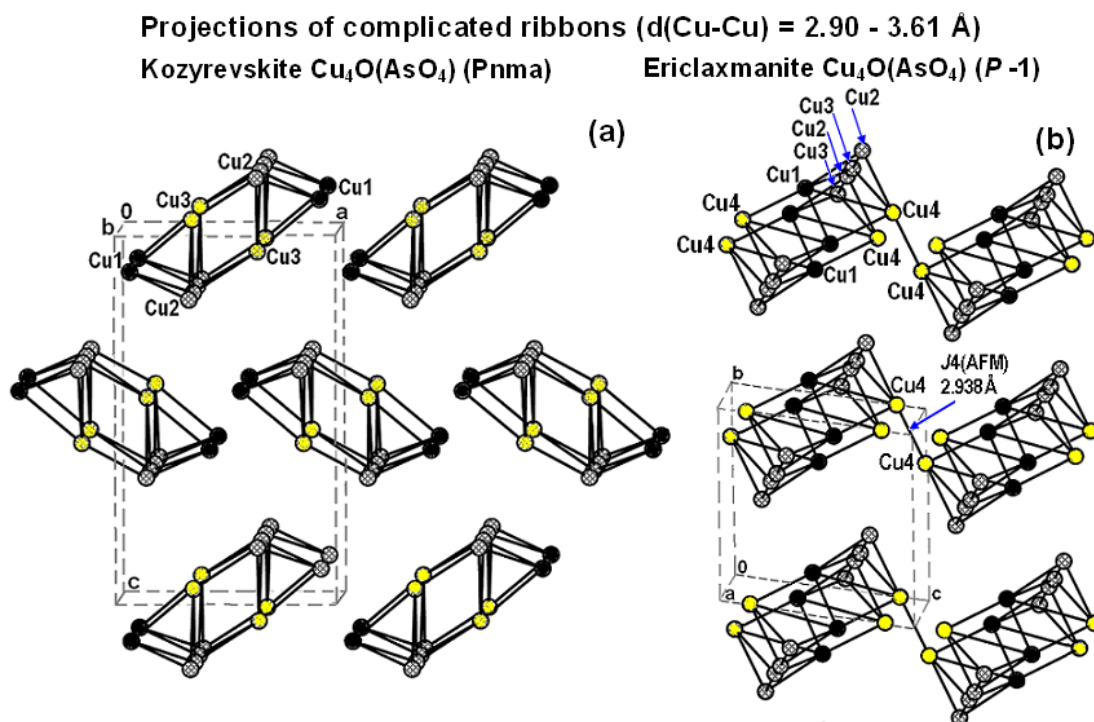 Projections of complicated ribbons (d(Cu-Cu) = 2.90 - 3.61 Å)
Kozyrevskite Cu₄O(AsO₄) (Pnma)
Ericlaxmanite Cu₄O(AsO₄) (P -1)
(a)
Cu2
Cu1
Cu3
0
a
b
Cu1
Cu3
Cu2
c
Cu3
Cu2
Cu2
Cu3
(b)
Cu1
Cu4
Cu4
Cu4
Cu4
Cu4
Cu1
J4(AFM)
2.938Å
b
Cu4
Cu4
0
a
c